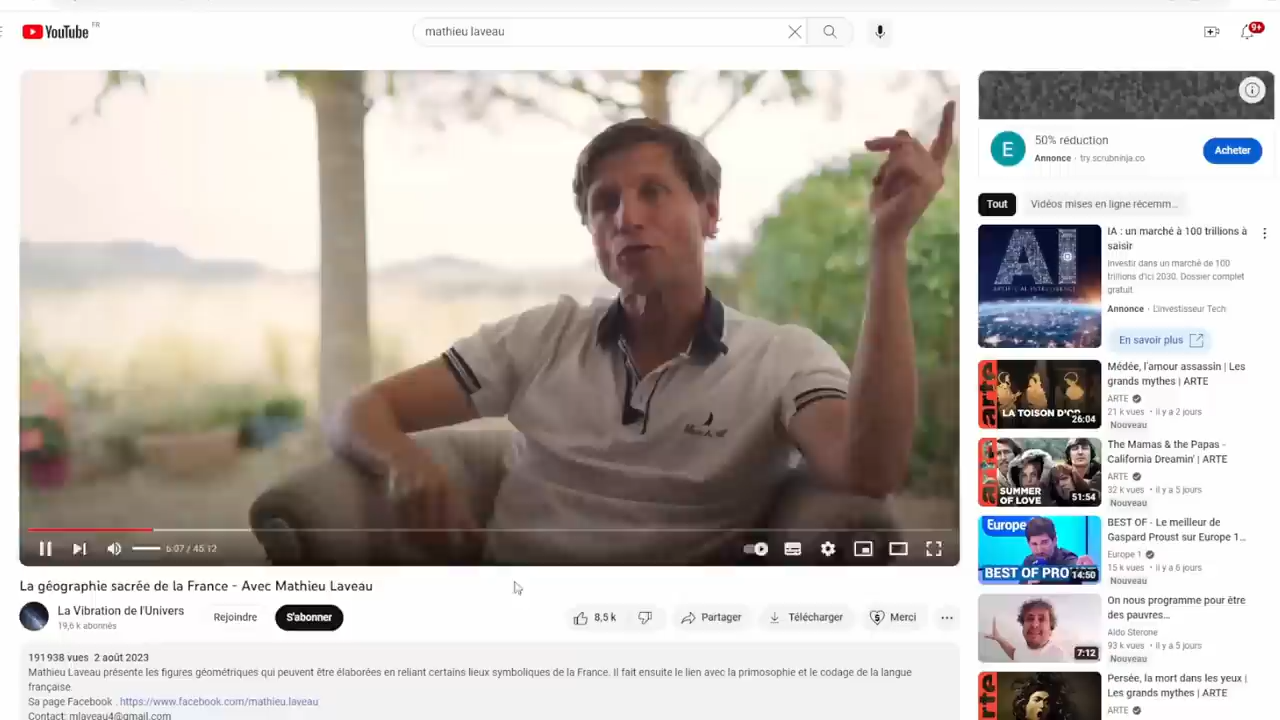 YouTube FR
mathieu laveau
9+
50% réduction
E
Annonce · try.scrubninja.co
Acheter
Tout
Vidéos mises en ligne récemm...
AI
ARTIFICIAL INTELLIGENCE
IA : un marché à 100 trillions à
saisir
Investir dans un marché de 100
trillions d'ici 2030. Dossier complet
gratuit
Annonce · L'investisseur Tech
En savoir plus
arte
LA TOISON D'OR
26:04
Médée, l'amour assassin | Les
grands mythes | ARTE
ARTE
21 k vues · il y a 2 jours
Nouveau
arte
SUMMER
OF LOVE
51:54
The Mamas & the Papas -
California Dreamin' | ARTE
ARTE
32 k vues · il y a 5 jours
Nouveau
Europe
BEST OF PRO
14:50
BEST OF - Le meilleur de
Gaspard Proust sur Europe 1...
Europe 1
15 k vues · il y a 6 jours
Nouveau
7:12
On nous programme pour être
des pauvres...
Aldo Sterone
93 k vues · il y a 5 jours
Nouveau
arte
Persée, la mort dans les yeux |
Les grands mythes | ARTE
ARTE
6:07 / 45:12
La géographie sacrée de la France - Avec Mathieu Laveau
La Vibration de l'Univers
19,6 k abonnés
Rejoindre
S'abonner
8,5 k
Partager
Télécharger
Merci
191 938 vues 2 août 2023
Mathieu Laveau présente les figures géométriques qui peuvent être élaborées en reliant certains lieux symboliques de la France. Il fait ensuite le lien avec la primosophie et le codage de la langue
française.
Sa page Facebook . https://www.facebook.com/mathieu.laveau
Contact: mlaveau4@gmail.com